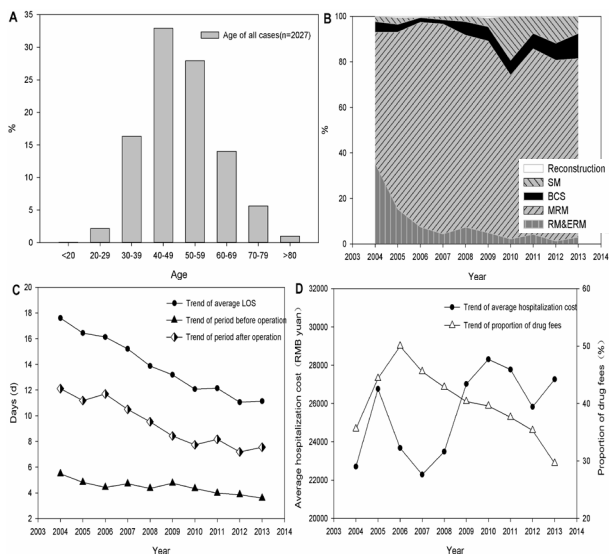 A
Age of all cases(n=2027)
35
30
25
20
15
10
5
0
%
<20 20-29 30-39 40-49 50-59 60-69 70-79 >80
Age
B
100
80
60
40
20
0
%
Reconstruction
SM
BCS
MRM
RM&ERM
2003 2004 2005 2006 2007 2008 2009 2010 2011 2012 2013 2014
Year
C
Trend of average LOS
Trend of period before operation
Trend of period after operation
20
18
16
14
12
10
8
6
4
2
Days (d)
2003 2004 2005 2006 2007 2008 2009 2010 2011 2012 2013 2014
Year
D
Trend of average hospitalization cost
Trend of proportion of drug fees
32000
30000
28000
26000
24000
22000
20000
Average hospitalization cost (RMB yuan)
60
50
40
30
20
Proportion of drug fees (%)
2003 2004 2005 2006 2007 2008 2009 2010 2011 2012 2013 2014
Year